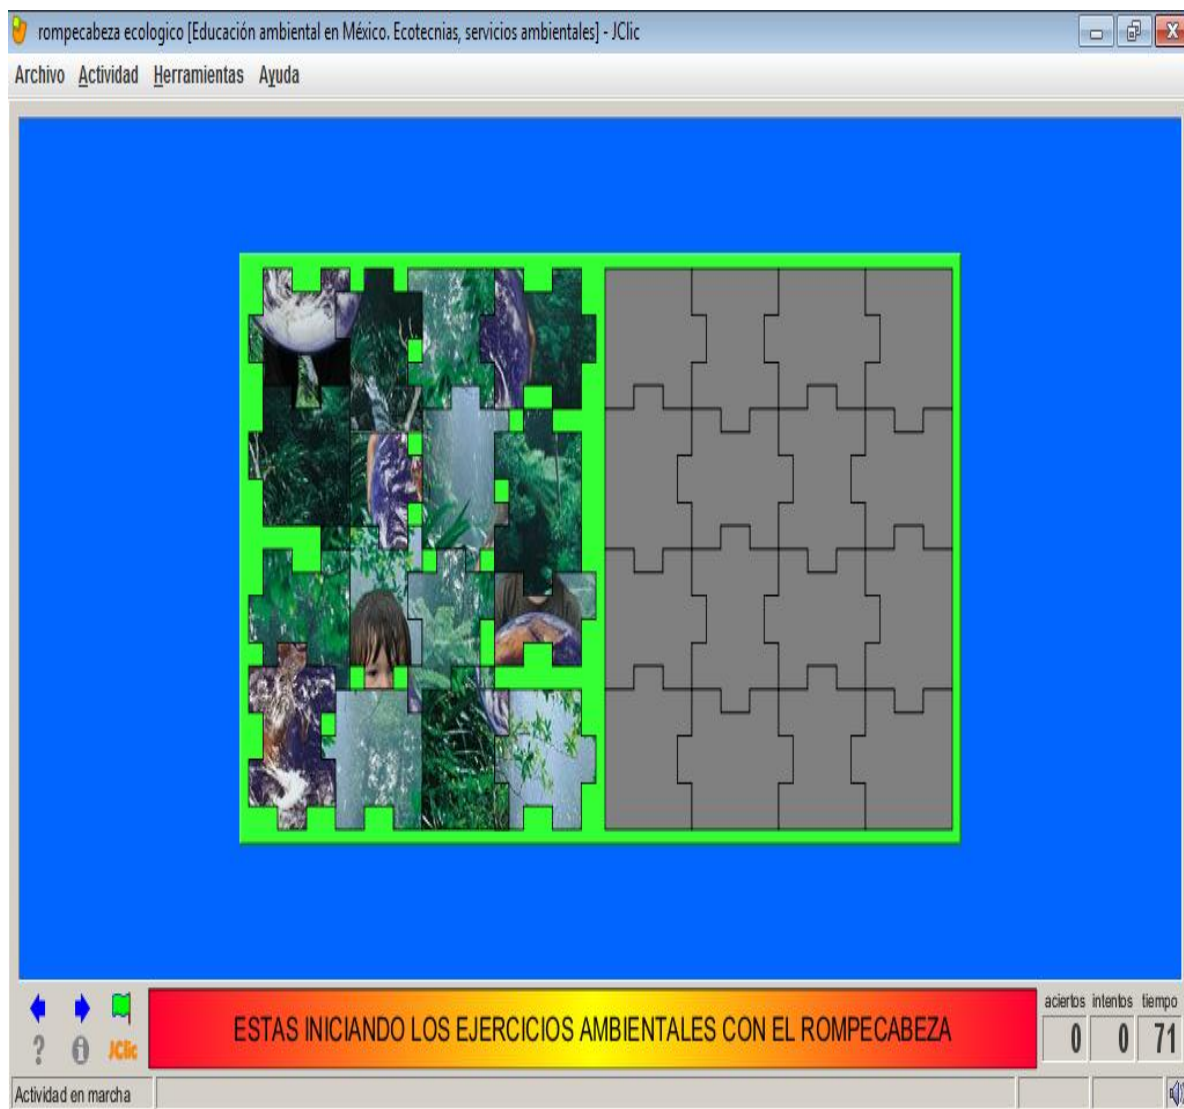 rompecabeza ecologico [Educación ambiental en México. Ecotecnias, servicios ambientales] - JClic
Archivo Actividad Herramientas Ayuda
ESTAS INICIANDO LOS EJERCICIOS AMBIENTALES CON EL ROMPECABEZA
aciertos intentos tiempo
0 0 71
JClic
Actividad en marcha